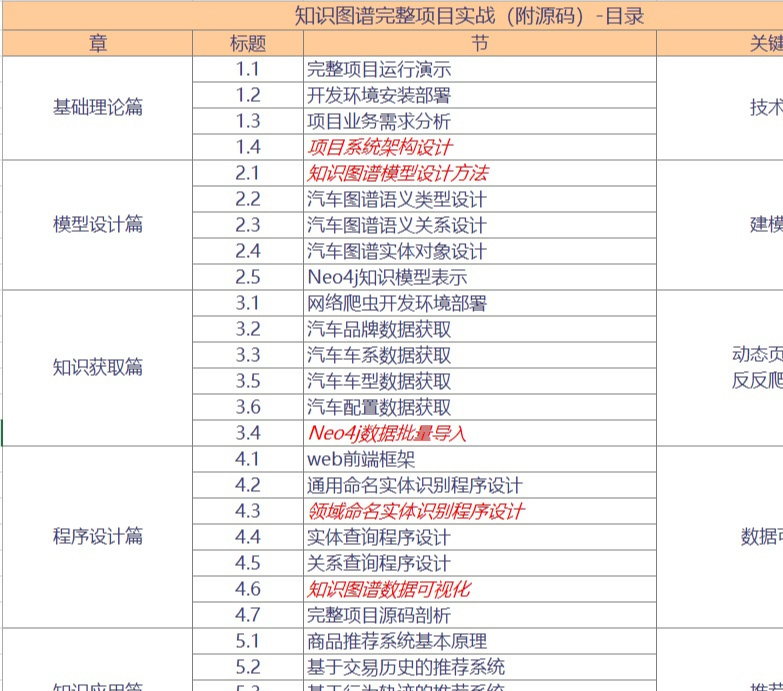 知识图谱完整项目实战（附源码）-目录
章 标题 节 关键
基础理论篇 技术
1.1 完整项目运行演示
1.2 开发环境安装部署
1.3 项目业务需求分析
1.4 项目系统架构设计
模型设计篇 建模
2.1 知识图谱模型设计方法
2.2 汽车图谱语义类型设计
2.3 汽车图谱语义关系设计
2.4 汽车图谱实体对象设计
2.5 Neo4j知识模型表示
知识获取篇
3.1 网络爬虫开发环境部署
3.2 汽车品牌数据获取
3.3 汽车车系数据获取
3.5 汽车车型数据获取
3.6 汽车配置数据获取
3.4 Neo4j数据批量导入
动态页
反反爬
程序设计篇 数据可
4.1 web前端框架
4.2 通用命名实体识别程序设计
4.3 领域命名实体识别程序设计
4.4 实体查询程序设计
4.5 关系查询程序设计
4.6 知识图谱数据可视化
4.7 完整项目源码剖析
知识应用篇 推荐
5.1 商品推荐系统基本原理
5.2 基于交易历史的推荐系统
5.3 基于行为轨迹的推荐系统